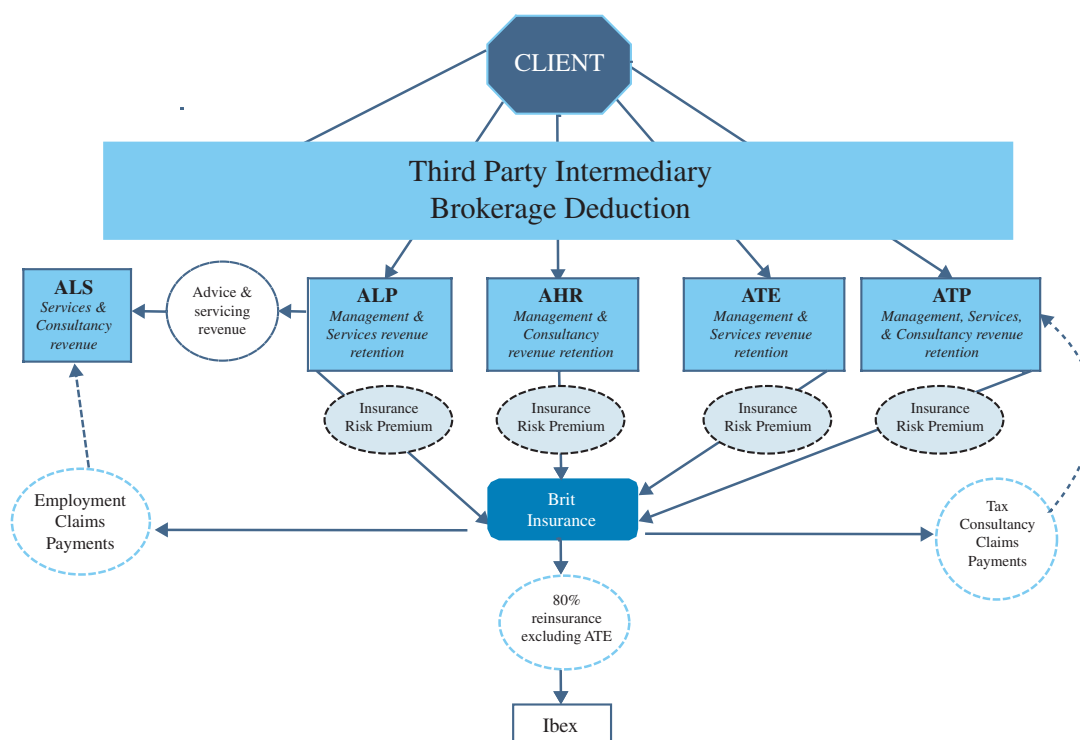 CLIENT
Third Party Intermediary
Brokerage Deduction
ALS
Services &
Consultancy
revenue
Advice &
servicing
revenue
ALP
Management &
Services revenue
retention
AHR
Management &
Consultancy
revenue retention
ATE
Management &
Services revenue
retention
ATP
Management, Services,
& Consultancy revenue
retention
Insurance
Risk Premium
Insurance
Risk Premium
Insurance
Risk Premium
Insurance
Risk Premium
Employment
Claims
Payments
Brit
Insurance
Tax
Consultancy
Claims
Payments
80%
reinsurance
excluding ATE
Ibex